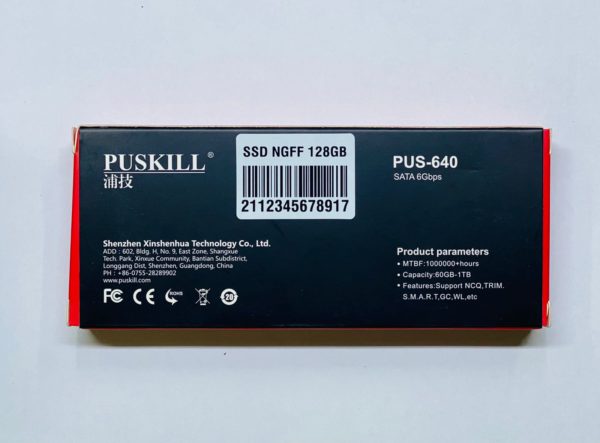 PUSKILL®
浦技
SSD NGFF 128GB
2112345678917
PUS-640
SATA 6Gbps
Shenzhen Xinshenhua Technology Co., Ltd.
ADD : 602, Bldg. H, No. 9, East Zone, Shangxue
Tech. Park, Xinxue Community, Bantian Subdistrict,
Longgang Dist, Shenzhen, Guangdong, China
PH : +86-0755-28289902
www.puskill.com
FC CE RoHS 20
Product parameters
• MTBF:1000000+hours
• Capacity:60GB-1TB
• Features:Support NCQ,TRIM.
S.M.A.R.T,GC,WL,etc